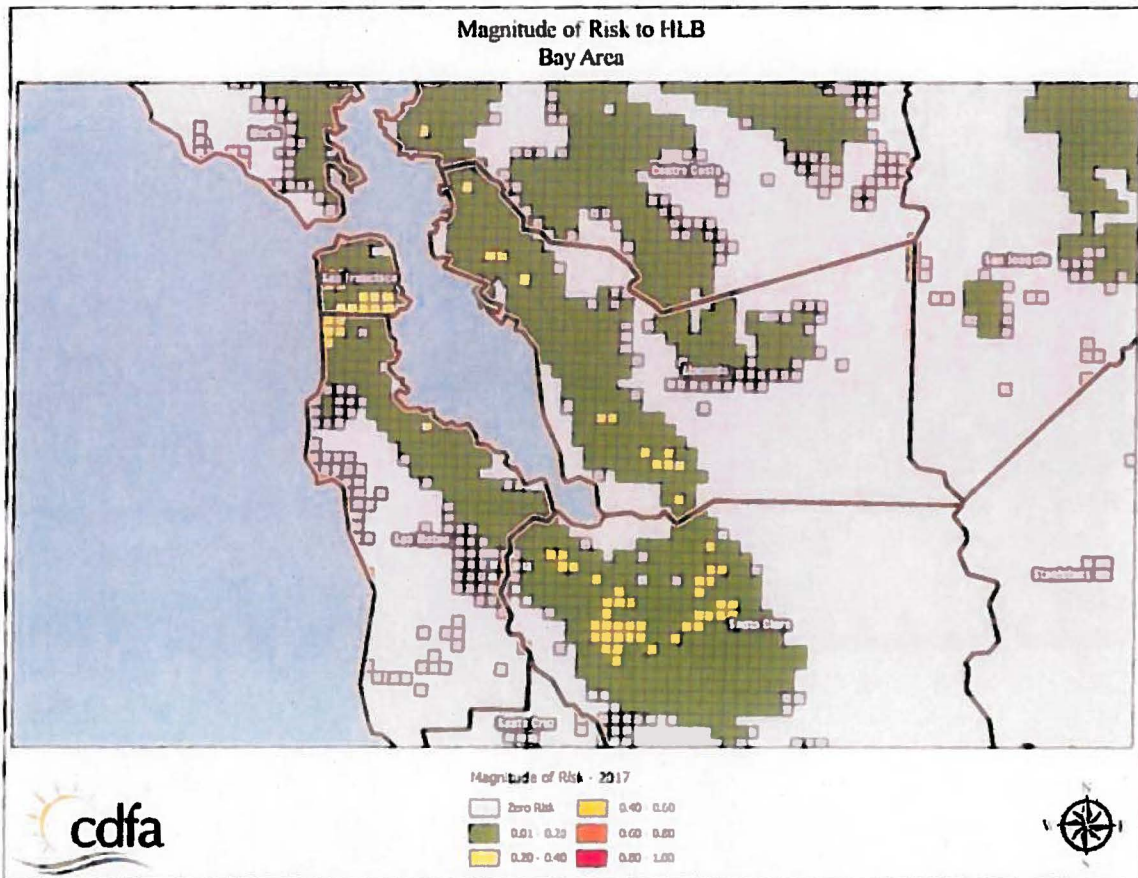 Magnitude of Risk to HLB
Bay Area
Marin
Contra Costa
San Francisco
San Joaquin
Alameda
San Mateo
Santa Clara
Santa Cruz
Magnitude of Risk - 2017
Zero Risk
0.40 - 0.60
0.01 - 0.20
0.60 - 0.80
0.20 - 0.40
0.80 - 1.00
cdfa